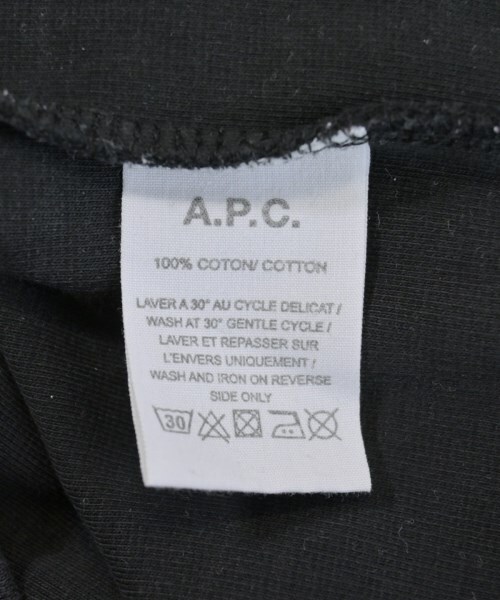 A.P.C.
100% COTON/ COTTON
LAVER A 30° AU CYCLE DELICAT /
WASH AT 30° GENTLE CYCLE /
LAVER ET REPASSER SUR
L'ENVERS UNIQUEMENT /
WASH AND IRON ON REVERSE
SIDE ONLY
30